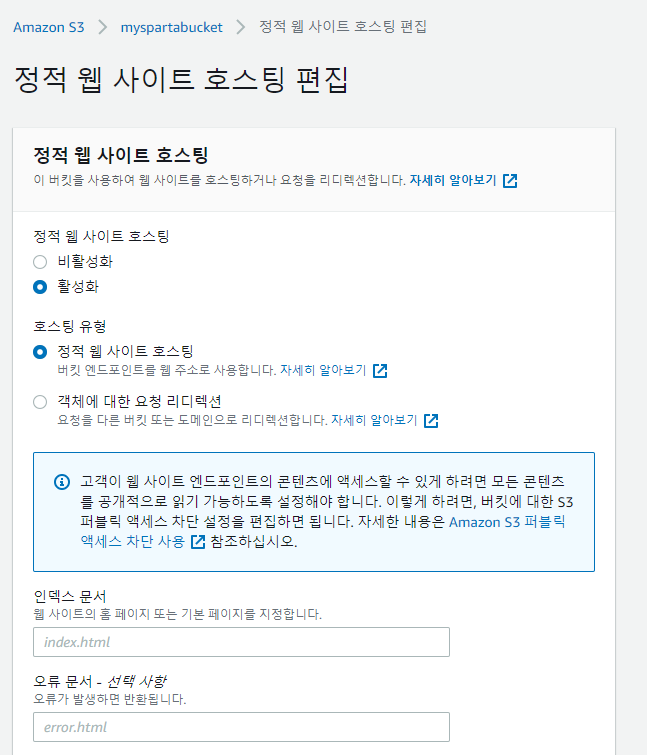 Amazon S3 > myspartabucket > 정적 웹 사이트 호스팅 편집
정적 웹 사이트 호스팅 편집
정적 웹 사이트 호스팅
이 버킷을 사용하여 웹 사이트를 호스팅하거나 요청을 리디렉션합니다. 자세히 알아보기
정적 웹 사이트 호스팅
비활성화
활성화
호스팅 유형
정적 웹 사이트 호스팅
버킷 엔드포인트를 웹 주소로 사용합니다. 자세히 알아보기
객체에 대한 요청 리디렉션
요청을 다른 버킷 또는 도메인으로 리디렉션합니다. 자세히 알아보기
고객이 웹 사이트 엔드포인트의 콘텐츠에 액세스할 수 있게 하려면 모든 콘텐츠
를 공개적으로 읽기 가능하도록 설정해야 합니다. 이렇게 하려면, 버킷에 대한 S3
퍼블릭 액세스 차단 설정을 편집하면 됩니다. 자세한 내용은 Amazon S3 퍼블릭
액세스 차단 사용 참조하십시오.
인덱스 문서
웹 사이트의 홈 페이지 또는 기본 페이지를 지정합니다.
index.html
오류 문서 - 선택 사항
오류가 발생하면 반환됩니다.
error.html